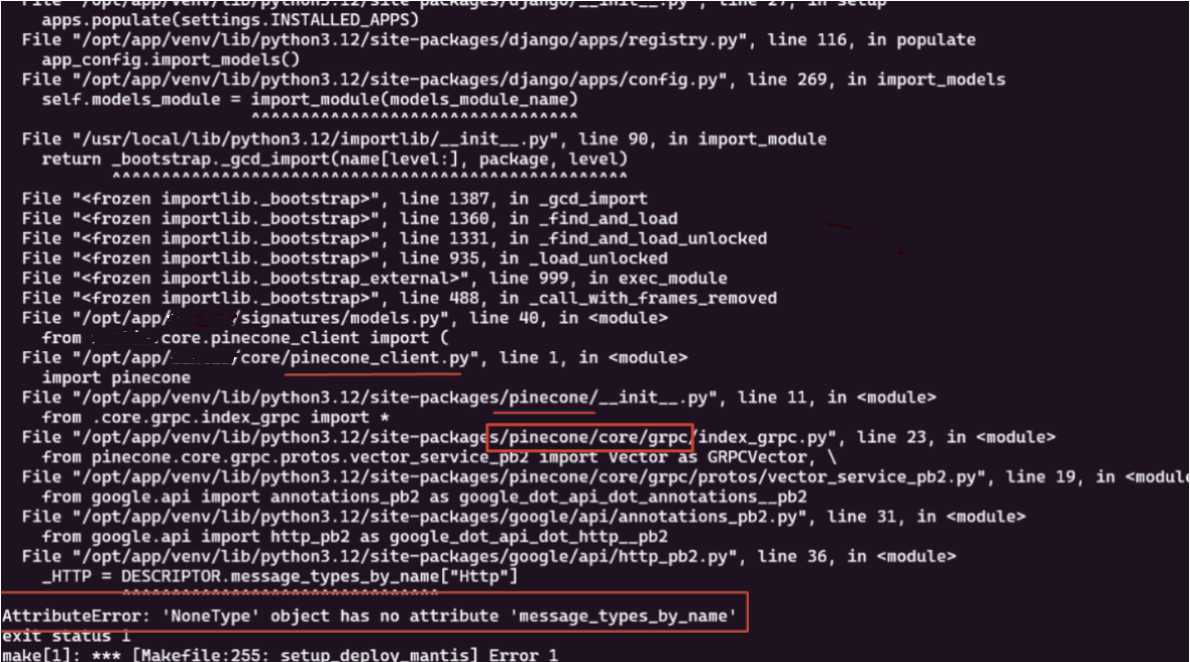 File "/opt/app/venv/lib/python3.12/site-packages/django/__init__.py", line 27, in setup
apps.populate(settings.INSTALLED_APPS)
File "/opt/app/venv/lib/python3.12/site-packages/django/apps/registry.py", line 116, in populate
app_config.import_models()
File "/opt/app/venv/lib/python3.12/site-packages/django/apps/config.py", line 269, in import_models
self.models_module = import_module(models_module_name)
^^^^^^^^^^^^^^^^^^^^^^^^^^^^^^^^^
File "/usr/local/lib/python3.12/importlib/__init__.py", line 90, in import_module
return _bootstrap._gcd_import(name[level:], package, level)
^^^^^^^^^^^^^^^^^^^^^^^^^^^^^^^^^^^^^^^^^^^^^^^^^^^^
File "<frozen importlib._bootstrap>", line 1387, in _gcd_import
File "<frozen importlib._bootstrap>", line 1360, in _find_and_load
File "<frozen importlib._bootstrap>", line 1331, in _find_and_load_unlocked
File "<frozen importlib._bootstrap>", line 935, in _load_unlocked
File "<frozen importlib._bootstrap_external>", line 999, in exec_module
File "<frozen importlib._bootstrap>", line 488, in _call_with_frames_removed
File "/opt/app/ /signatures/models.py", line 40, in <module>
from .core.pinecone_client import (
File "/opt/app/ /core/pinecone_client.py", line 1, in <module>
import pinecone
File "/opt/app/venv/lib/python3.12/site-packages/pinecone/__init__.py", line 11, in <module>
from .core.grpc.index_grpc import *
File "/opt/app/venv/lib/python3.12/site-packages/pinecone/core/grpc/index_grpc.py", line 23, in <module>
from pinecone.core.grpc.protos.vector_service_pb2 import Vector as GRPCVector, \
File "/opt/app/venv/lib/python3.12/site-packages/pinecone/core/grpc/protos/vector_service_pb2.py", line 19, in <modul
from google.api import annotations_pb2 as google_dot_api_dot_annotations__pb2
File "/opt/app/venv/lib/python3.12/site-packages/google/api/annotations_pb2.py", line 31, in <module>
from google.api import http_pb2 as google_dot_api_dot_http__pb2
File "/opt/app/venv/lib/python3.12/site-packages/google/api/http_pb2.py", line 36, in <module>
_HTTP = DESCRIPTOR.message_types_by_name["Http"]
^^^^^^^^^^^^^^^^^^^^^^^^^^^^^^^^
AttributeError: 'NoneType' object has no attribute 'message_types_by_name'
exit status 1
make[1]: *** [Makefile:255: setup_deploy_mantis] Error 1